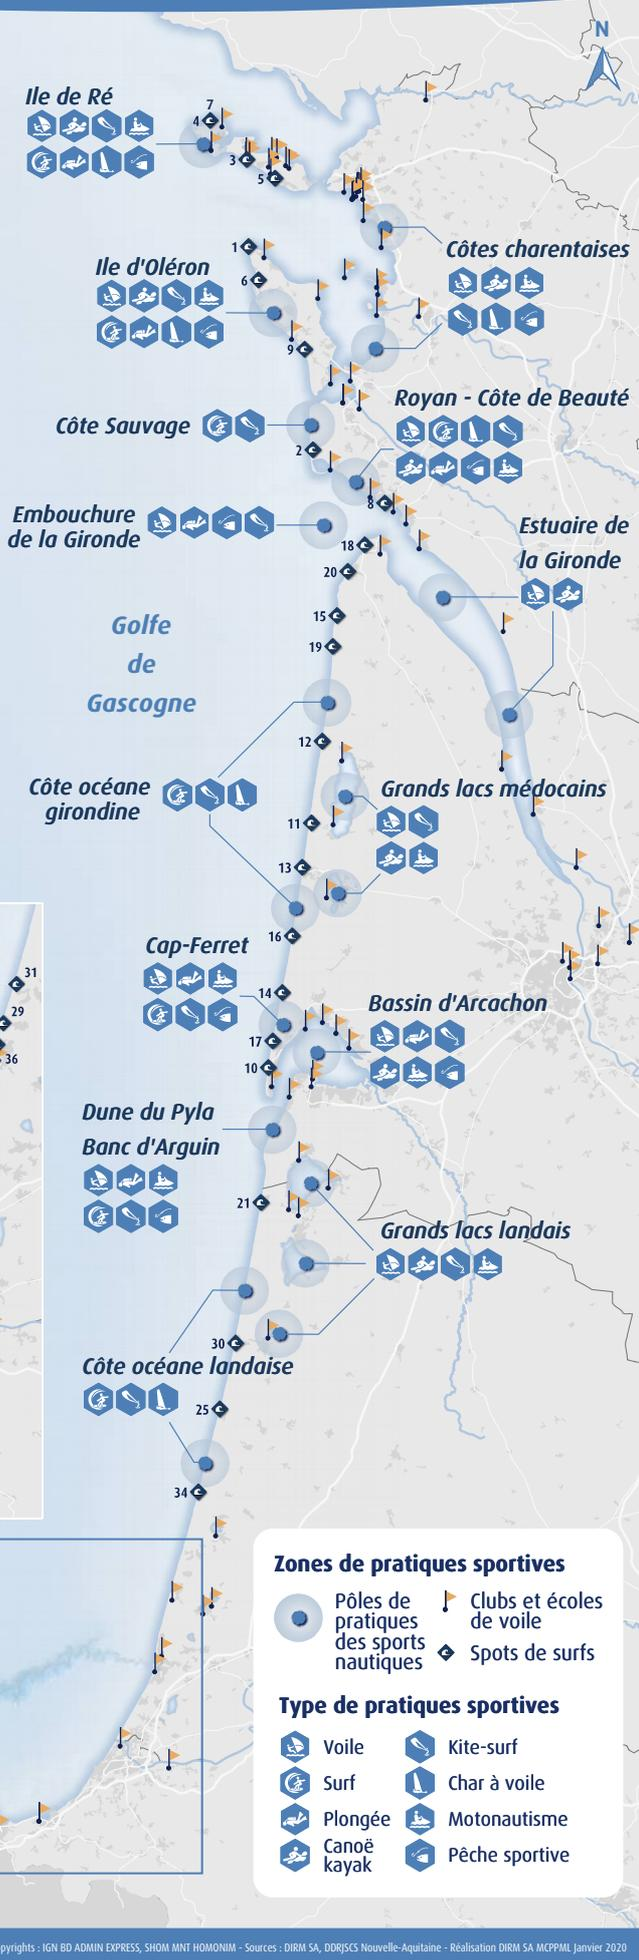 N
Ile de Ré
7
4
3
5
Côtes charentaises
1
Ile d'Oléron
6
9
Royan - Côte de Beauté
Côte Sauvage
2
8
Embouchure
de la Gironde
Estuaire de
la Gironde
18
20
15
19
Golfe
de
Gascogne
12
Côte océane
girondine
Grands lacs médocains
11
13
16
Cap-Ferret
14
17
10
Bassin d'Arcachon
31
29
36
Dune du Pyla
Banc d'Arguin
21
Grands lacs landais
30
Côte océane landaise
25
34
Zones de pratiques sportives
Pôles de
pratiques
des sports
nautiques
Clubs et écoles
de voile
Spots de surfs
Type de pratiques sportives
Voile
Kite-surf
Surf
Char à voile
Plongée
Motonautisme
Canoë
kayak
Pêche sportive
opyrights : IGN BD ADMIN EXPRESS, SHOM MNT HOMONIM - Sources : DIRM SA, DDRJSCS Nouvelle-Aquitaine - Réalisation DIRM SA MCPPML Janvier 2020